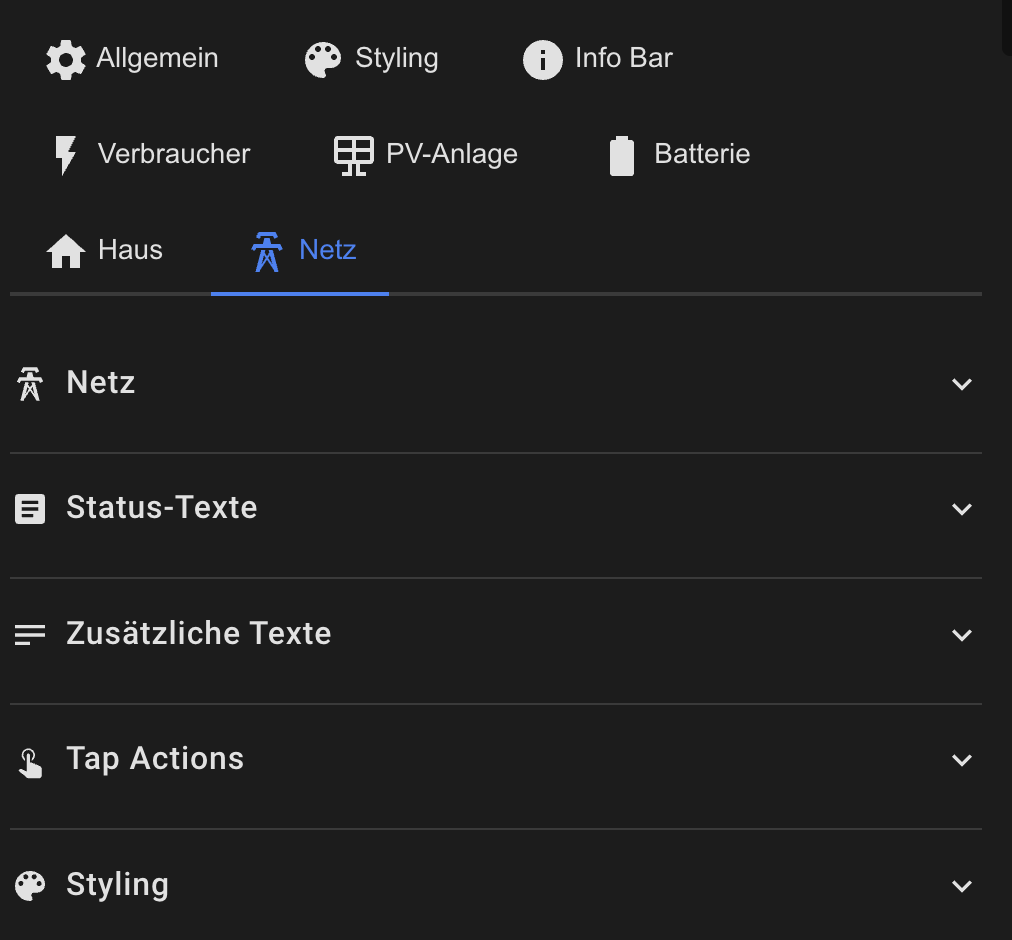 Allgemein Styling Info Bar
Verbraucher PV-Anlage Batterie
Haus Netz
Netz
Status-Texte
Zusätzliche Texte
Tap Actions
Styling